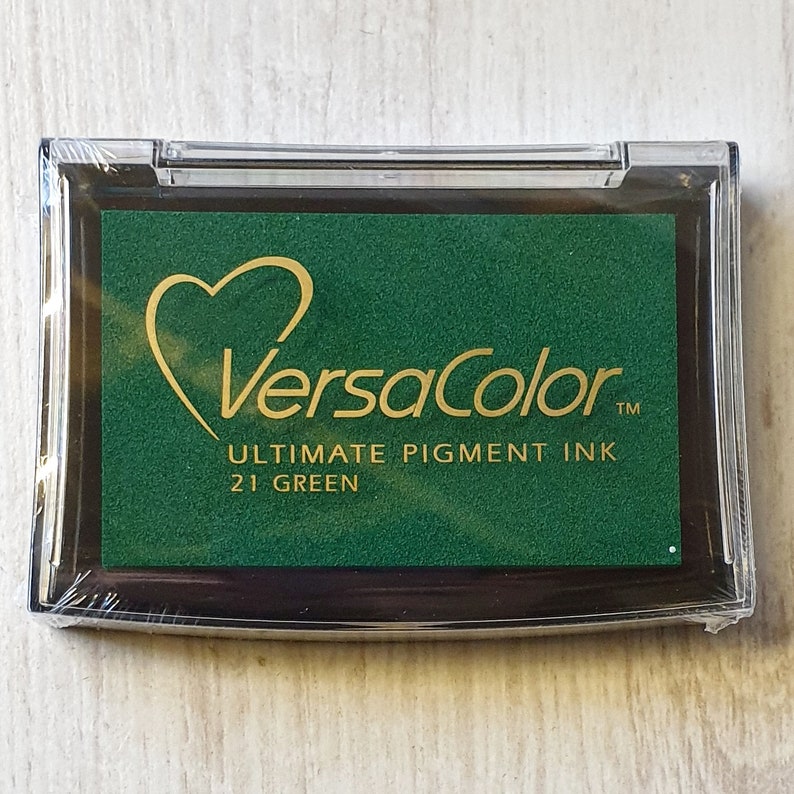 VersaColor™
ULTIMATE PIGMENT INK
21 GREEN